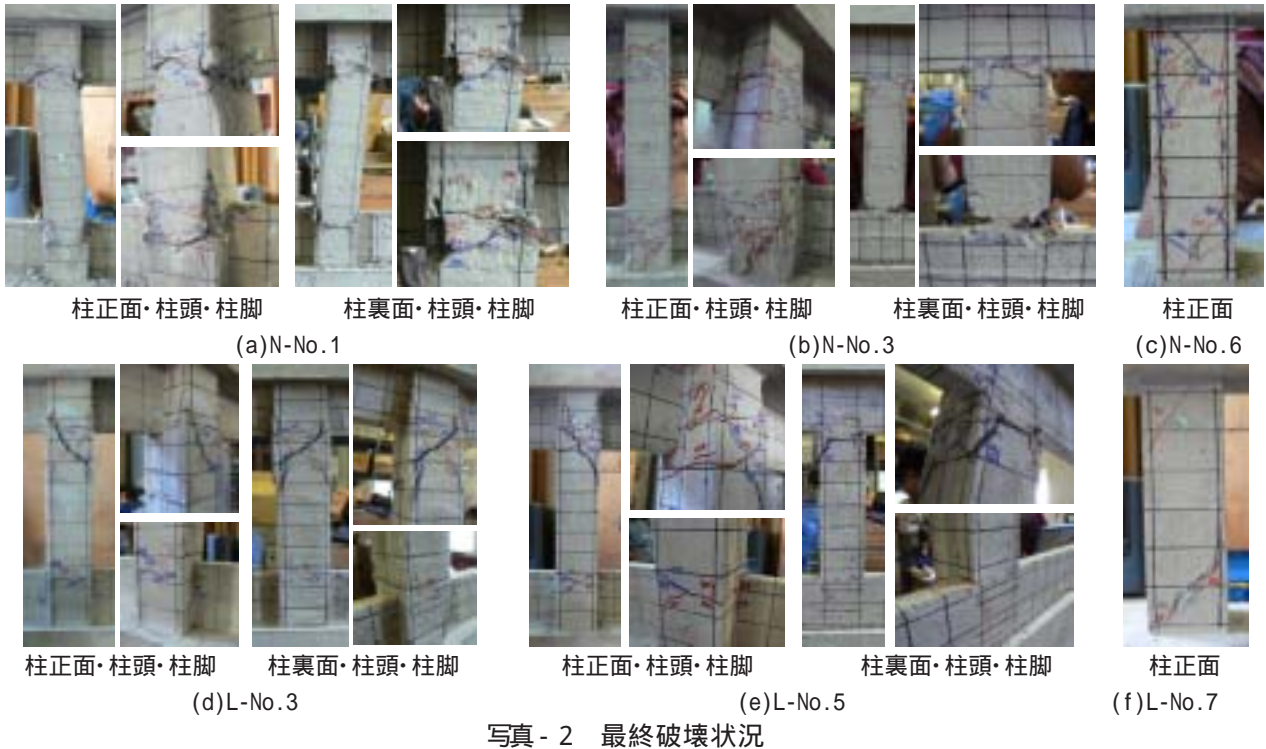 柱正面・柱頭・柱脚 柱裏面・柱頭・柱脚 柱正面・柱頭・柱脚 柱裏面・柱頭・柱脚 柱正面
(a)N-No.1 (b)N-No.3 (c)N-No.6
柱正面・柱頭・柱脚 柱裏面・柱頭・柱脚 柱正面・柱頭・柱脚 柱裏面・柱頭・柱脚 柱正面
(d)L-No.3 (e)L-No.5 (f)L-No.7
写真-2 最終破壊状況